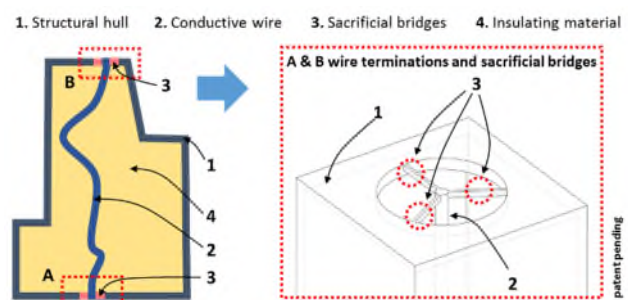 1. Structural hull 2. Conductive wire 3. Sacrificial bridges 4. Insulating material
A & B wire terminations and sacrificial bridges
B
3
1
4
2
A
3
3
1
2
patent pending